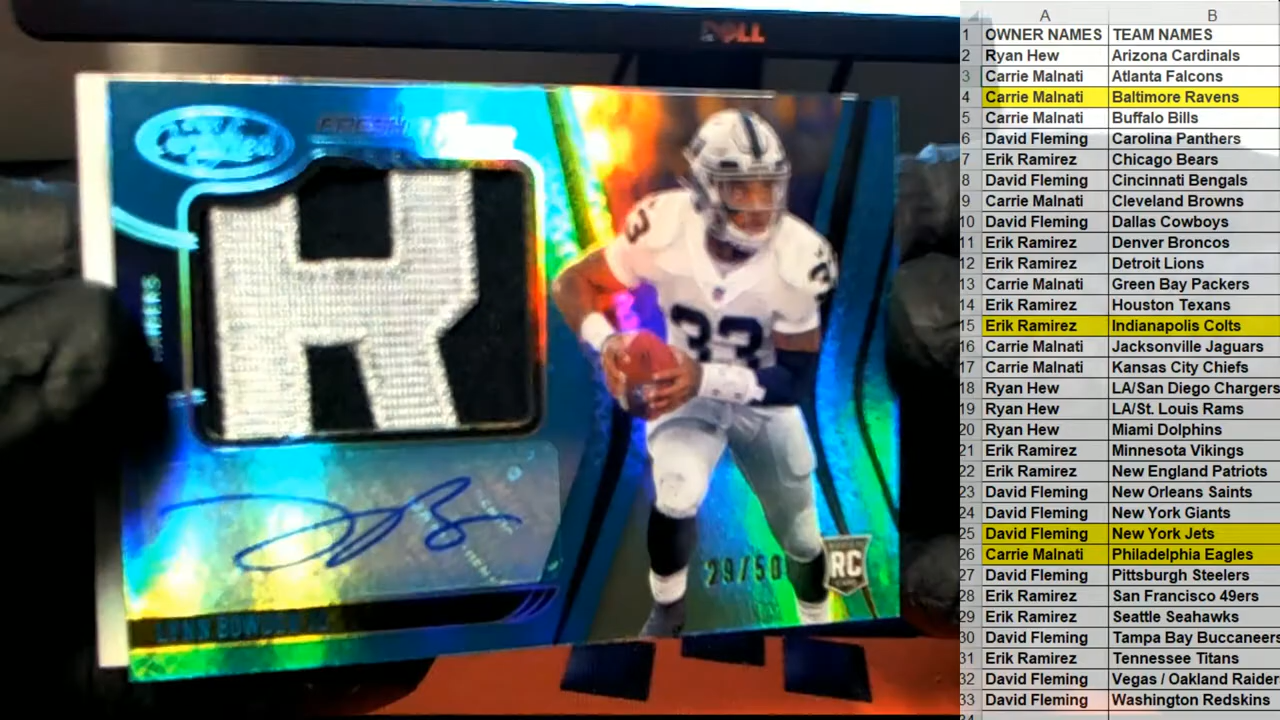 DELL
FRESH
RAIDERS
R
33
33
33
29/50
RC
LYNN BOWDEN JR.
A B
1 OWNER NAMES TEAM NAMES
2 Ryan Hew Arizona Cardinals
3 Carrie Malnati Atlanta Falcons
4 Carrie Malnati Baltimore Ravens
5 Carrie Malnati Buffalo Bills
6 David Fleming Carolina Panthers
7 Erik Ramirez Chicago Bears
8 David Fleming Cincinnati Bengals
9 Carrie Malnati Cleveland Browns
10 David Fleming Dallas Cowboys
11 Erik Ramirez Denver Broncos
12 Erik Ramirez Detroit Lions
13 Carrie Malnati Green Bay Packers
14 Erik Ramirez Houston Texans
15 Erik Ramirez Indianapolis Colts
16 Carrie Malnati Jacksonville Jaguars
17 Carrie Malnati Kansas City Chiefs
18 Ryan Hew LA/San Diego Chargers
19 Ryan Hew LA/St. Louis Rams
20 Ryan Hew Miami Dolphins
21 Erik Ramirez Minnesota Vikings
22 Erik Ramirez New England Patriots
23 David Fleming New Orleans Saints
24 David Fleming New York Giants
25 David Fleming New York Jets
26 Carrie Malnati Philadelphia Eagles
27 David Fleming Pittsburgh Steelers
28 Erik Ramirez San Francisco 49ers
29 Erik Ramirez Seattle Seahawks
30 David Fleming Tampa Bay Buccaneers
31 Erik Ramirez Tennessee Titans
32 David Fleming Vegas / Oakland Raider
33 David Fleming Washington Redskins